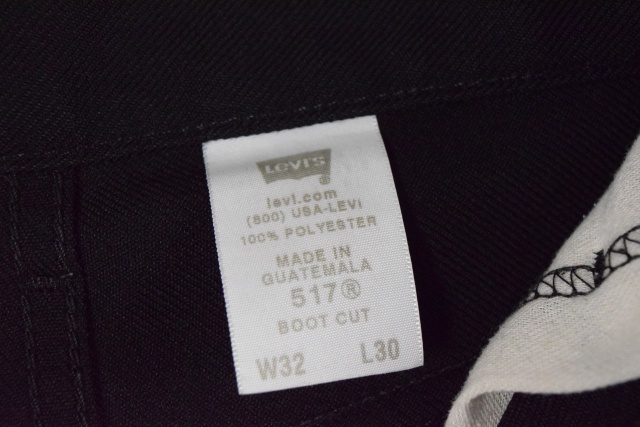 LEVI'S
®
levi.com
(800) USA-LEVI
100% POLYESTER
MADE IN
GUATEMALA
517®
BOOT CUT
W32 L30